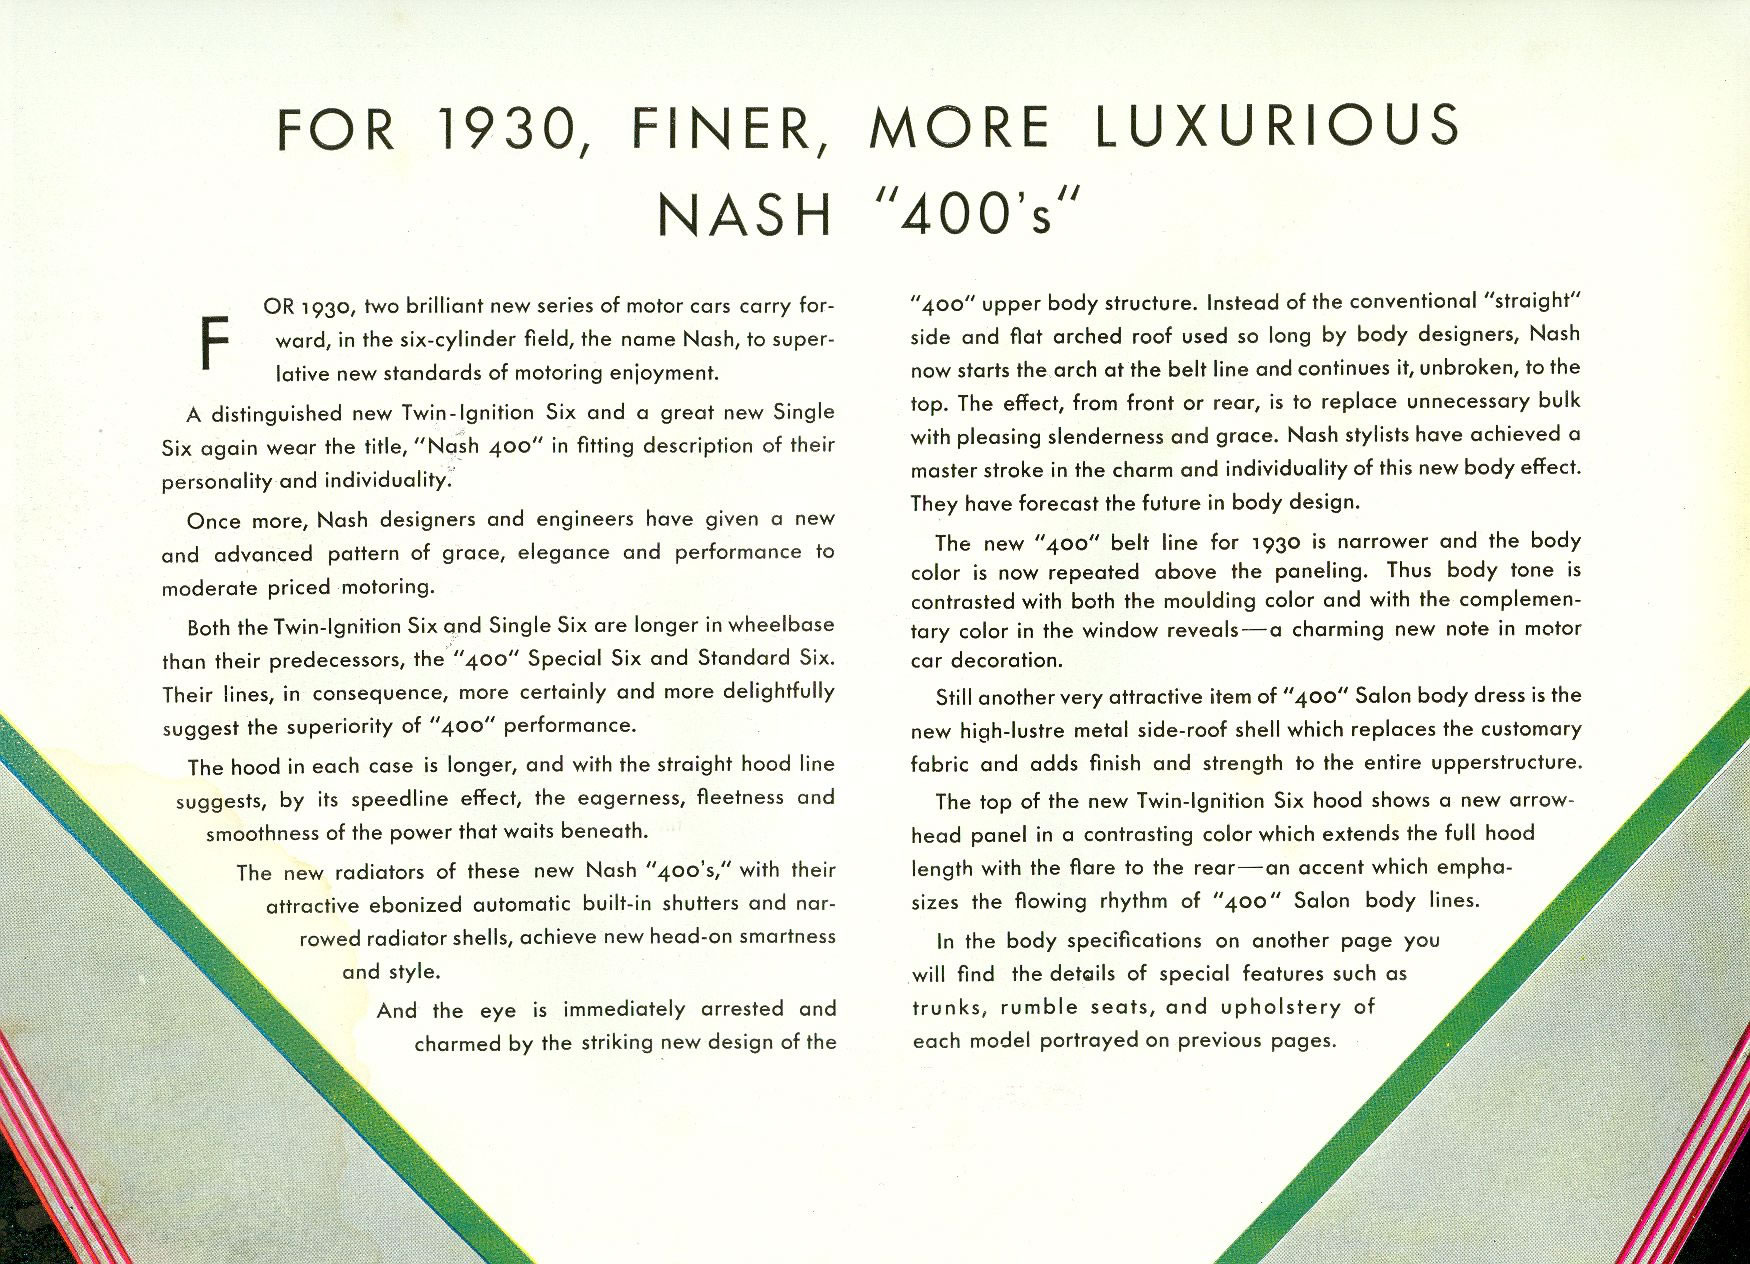 FOR 1930, FINER, MORE LUXURIOUS
NASH "400's"
FOR 1930, two brilliant new series of motor cars carry for-
ward, in the six-cylinder field, the name Nash, to super-
lative new standards of motoring enjoyment.
A distinguished new Twin-Ignition Six and a great new Single
Six again wear the title, "Nash 400" in fitting description of their
personality and individuality.
Once more, Nash designers and engineers have given a new
and advanced pattern of grace, elegance and performance to
moderate priced motoring.
Both the Twin-Ignition Six and Single Six are longer in wheelbase
than their predecessors, the "400" Special Six and Standard Six.
Their lines, in consequence, more certainly and more delightfully
suggest the superiority of "400" performance.
The hood in each case is longer, and with the straight hood line
suggests, by its speedline effect, the eagerness, fleetness and
smoothness of the power that waits beneath.
The new radiators of these new Nash "400's," with their
attractive ebonized automatic built-in shutters and nar-
rowed radiator shells, achieve new head-on smartness
and style.
And the eye is immediately arrested and
charmed by the striking new design of the
"400" upper body structure. Instead of the conventional "straight"
side and flat arched roof used so long by body designers, Nash
now starts the arch at the belt line and continues it, unbroken, to the
top. The effect, from front or rear, is to replace unnecessary bulk
with pleasing slenderness and grace. Nash stylists have achieved a
master stroke in the charm and individuality of this new body effect.
They have forecast the future in body design.
The new "400" belt line for 1930 is narrower and the body
color is now repeated above the paneling. Thus body tone is
contrasted with both the moulding color and with the complemen-
tary color in the window reveals—a charming new note in motor
car decoration.
Still another very attractive item of "400" Salon body dress is the
new high-lustre metal side-roof shell which replaces the customary
fabric and adds finish and strength to the entire upperstructure.
The top of the new Twin-Ignition Six hood shows a new arrow-
head panel in a contrasting color which extends the full hood
length with the flare to the rear—an accent which empha-
sizes the flowing rhythm of "400" Salon body lines.
In the body specifications on another page you
will find the details of special features such as
trunks, rumble seats, and upholstery of
each model portrayed on previous pages.